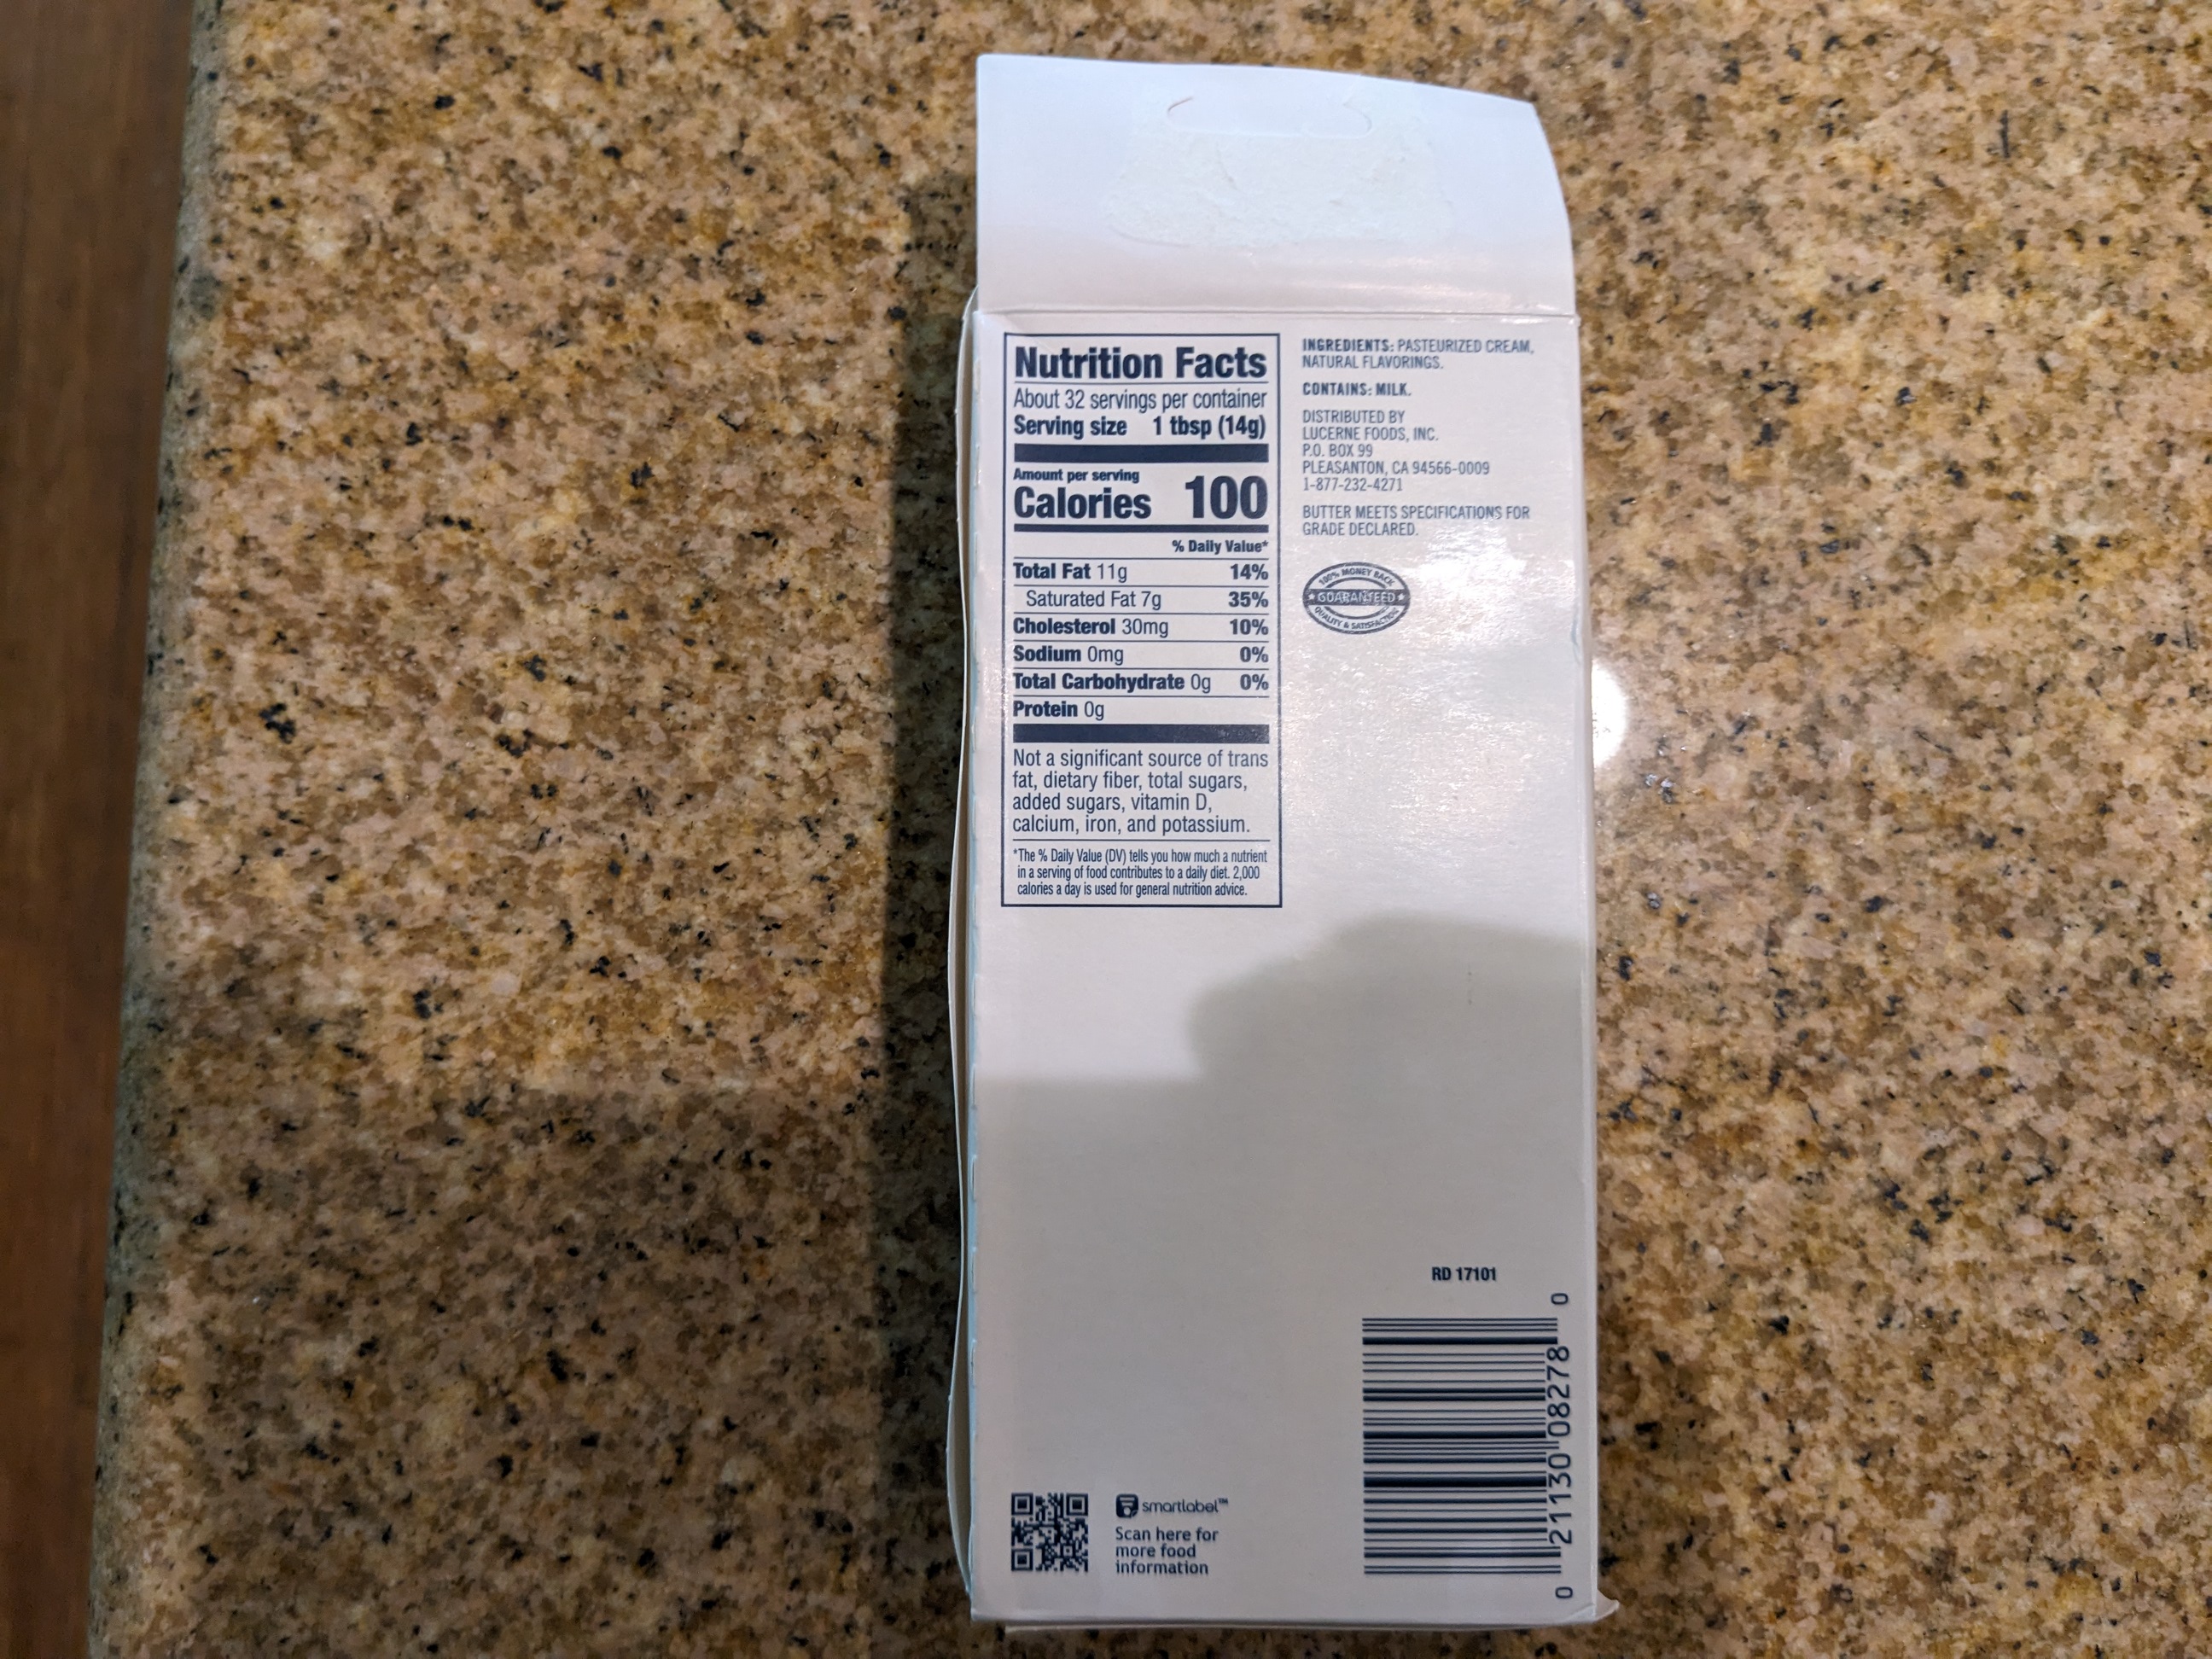 Nutrition Facts
About 32 servings per container
Serving size 1 tbsp (14g)
Amount per serving
Calories 100
% Daily Value*
Total Fat 11g 14%
Saturated Fat 7g 35%
Cholesterol 30mg 10%
Sodium 0mg 0%
Total Carbohydrate 0g 0%
Protein 0g
Not a significant source of trans
fat, dietary fiber, total sugars,
added sugars, vitamin D,
calcium, iron, and potassium.
*The % Daily Value (DV) tells you how much a nutrient
in a serving of food contributes to a daily diet. 2,000
calories a day is used for general nutrition advice.
INGREDIENTS: PASTEURIZED CREAM,
NATURAL FLAVORINGS.
CONTAINS: MILK.
DISTRIBUTED BY
LUCERNE FOODS, INC.
P.O. BOX 99
PLEASANTON, CA 94566-0009
1-877-232-4271
BUTTER MEETS SPECIFICATIONS FOR
GRADE DECLARED.
100% MONEY BACK
GUARANTEED
QUALITY & SATISFACTION
RD 17101
0 21130 08278 0
smartlabel™
Scan here for
more food
information